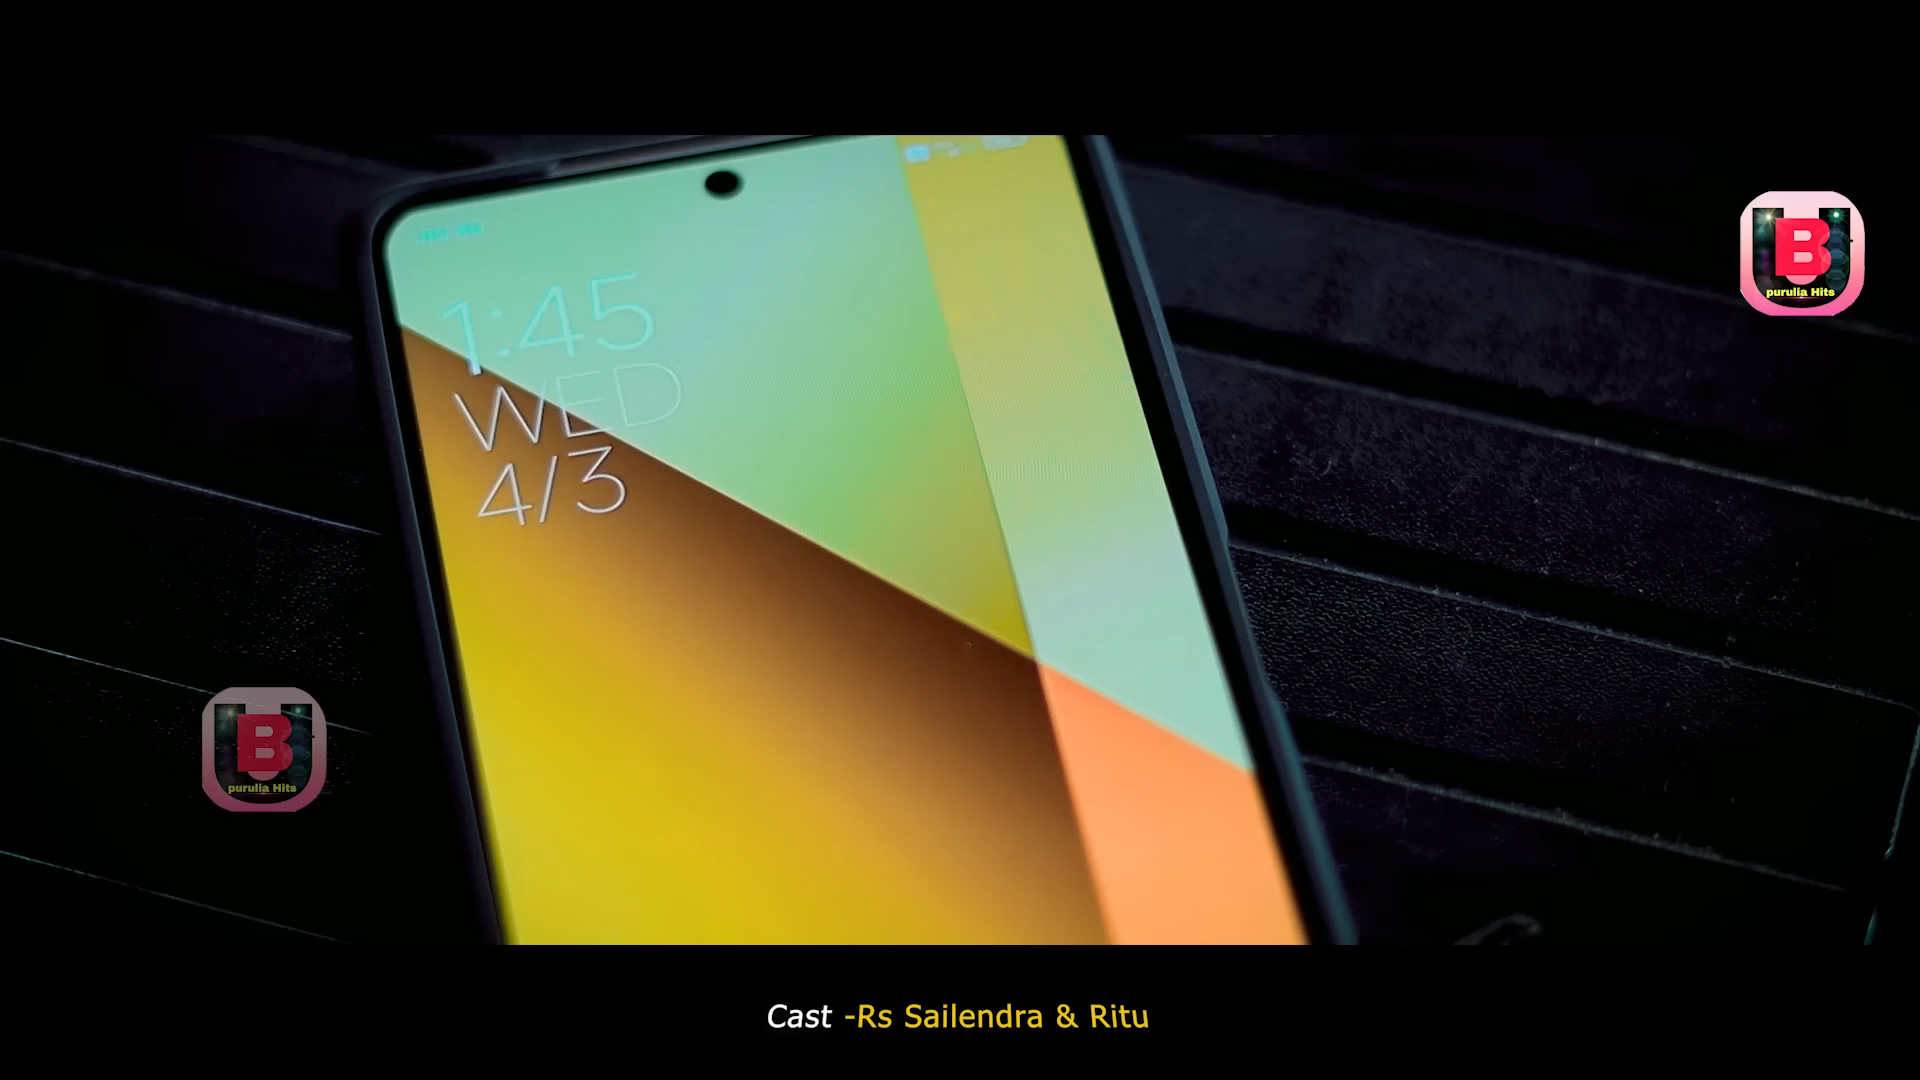 1:45
WED
4/3
B
purulia Hits
B
purulia Hits
Cast -Rs Sailendra & Ritu